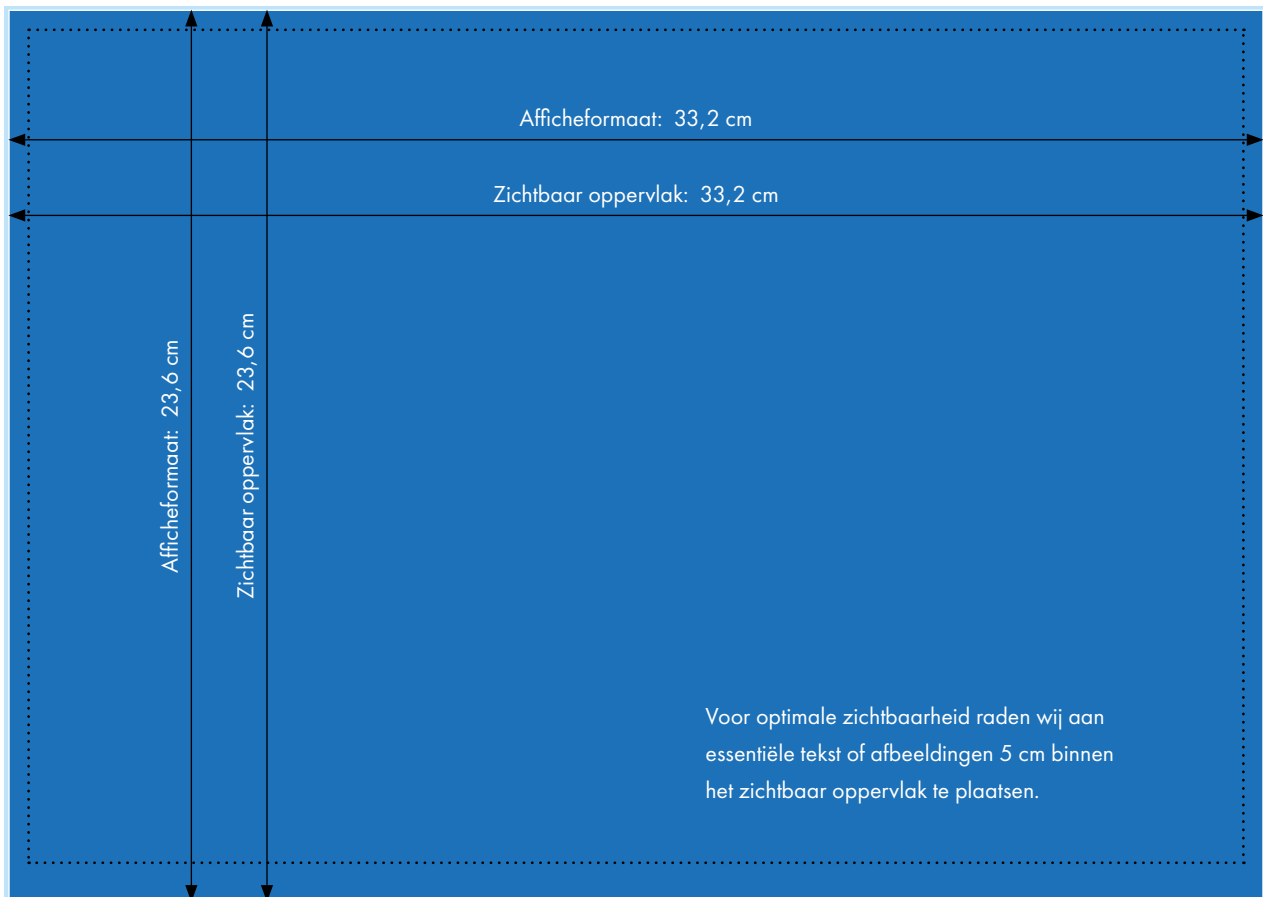 Afficheformaat:  33,2 cm
Zichtbaar oppervlak:  33,2 cm
Afficheformaat:  23,6 cm
Zichtbaar oppervlak:  23,6 cm
Voor optimale zichtbaarheid raden wij aan
essentiële tekst of afbeeldingen 5 cm binnen
het zichtbaar oppervlak te plaatsen.